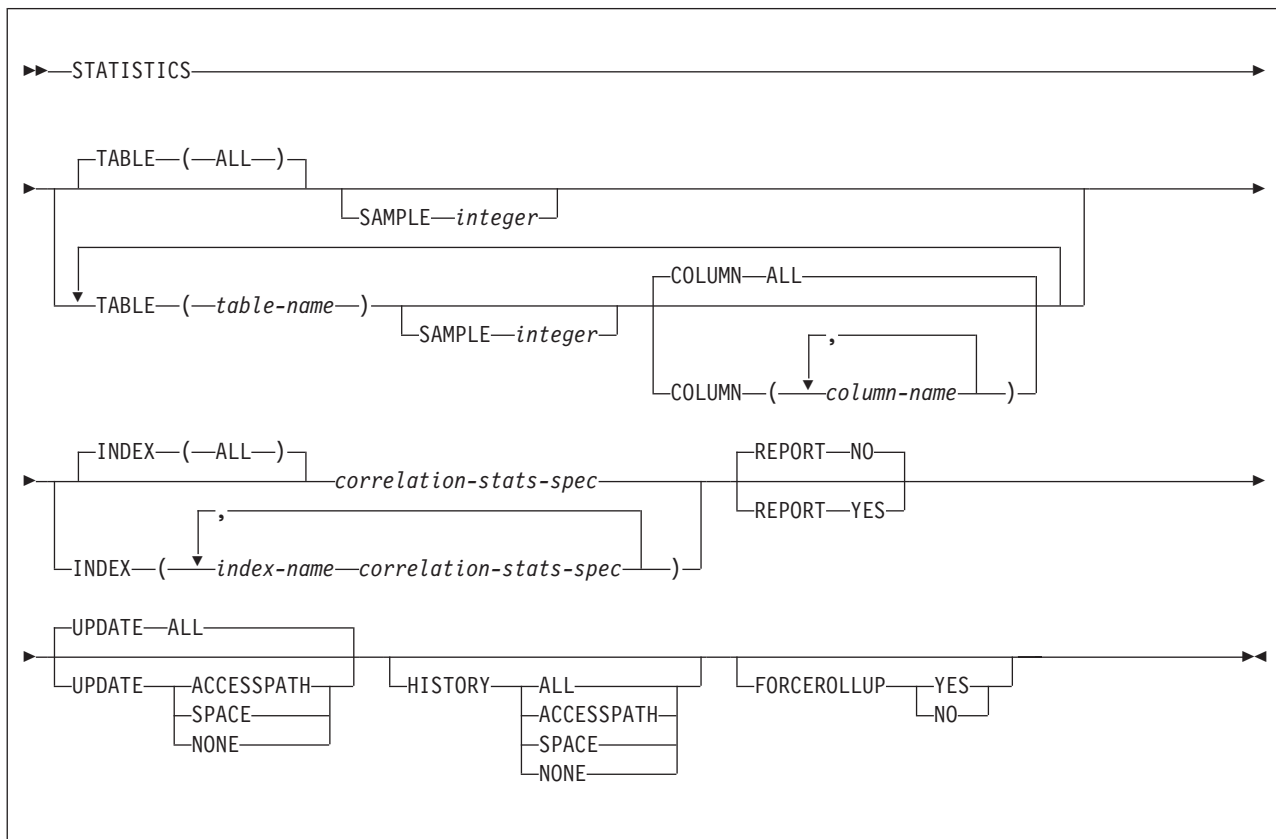 STATISTICS
TABLE ( ALL )
SAMPLE integer
TABLE ( table-name )
SAMPLE integer
COLUMN ALL
,
COLUMN ( column-name )
INDEX ( ALL )
correlation-stats-spec
,
INDEX ( index-name correlation-stats-spec )
REPORT NO
REPORT YES
UPDATE ALL
UPDATE ACCESSPATH
SPACE
NONE
HISTORY ALL
ACCESSPATH
SPACE
NONE
FORCEROLLUP YES
NO